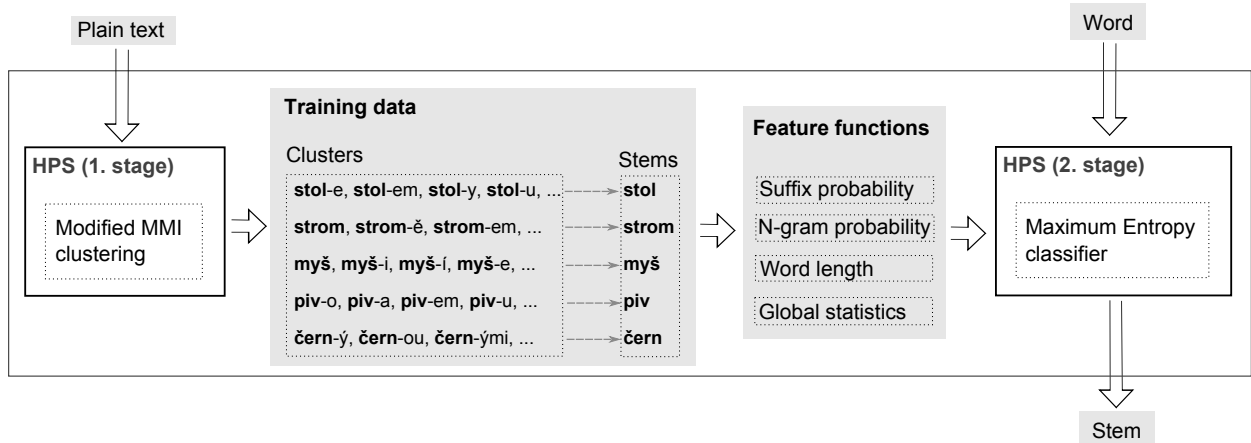 Plain text
Word
HPS (1. stage)
Modified MMI
clustering
Training data
Clusters
Stems
stol-e, stol-em, stol-y, stol-u, ...
stol
strom, strom-ě, strom-em, ...
strom
myš, myš-i, myš-í, myš-e, ...
myš
piv-o, piv-a, piv-em, piv-u, ...
piv
čern-ý, čern-ou, čern-ými, ...
čern
Feature functions
Suffix probability
N-gram probability
Word length
Global statistics
HPS (2. stage)
Maximum Entropy
classifier
Stem